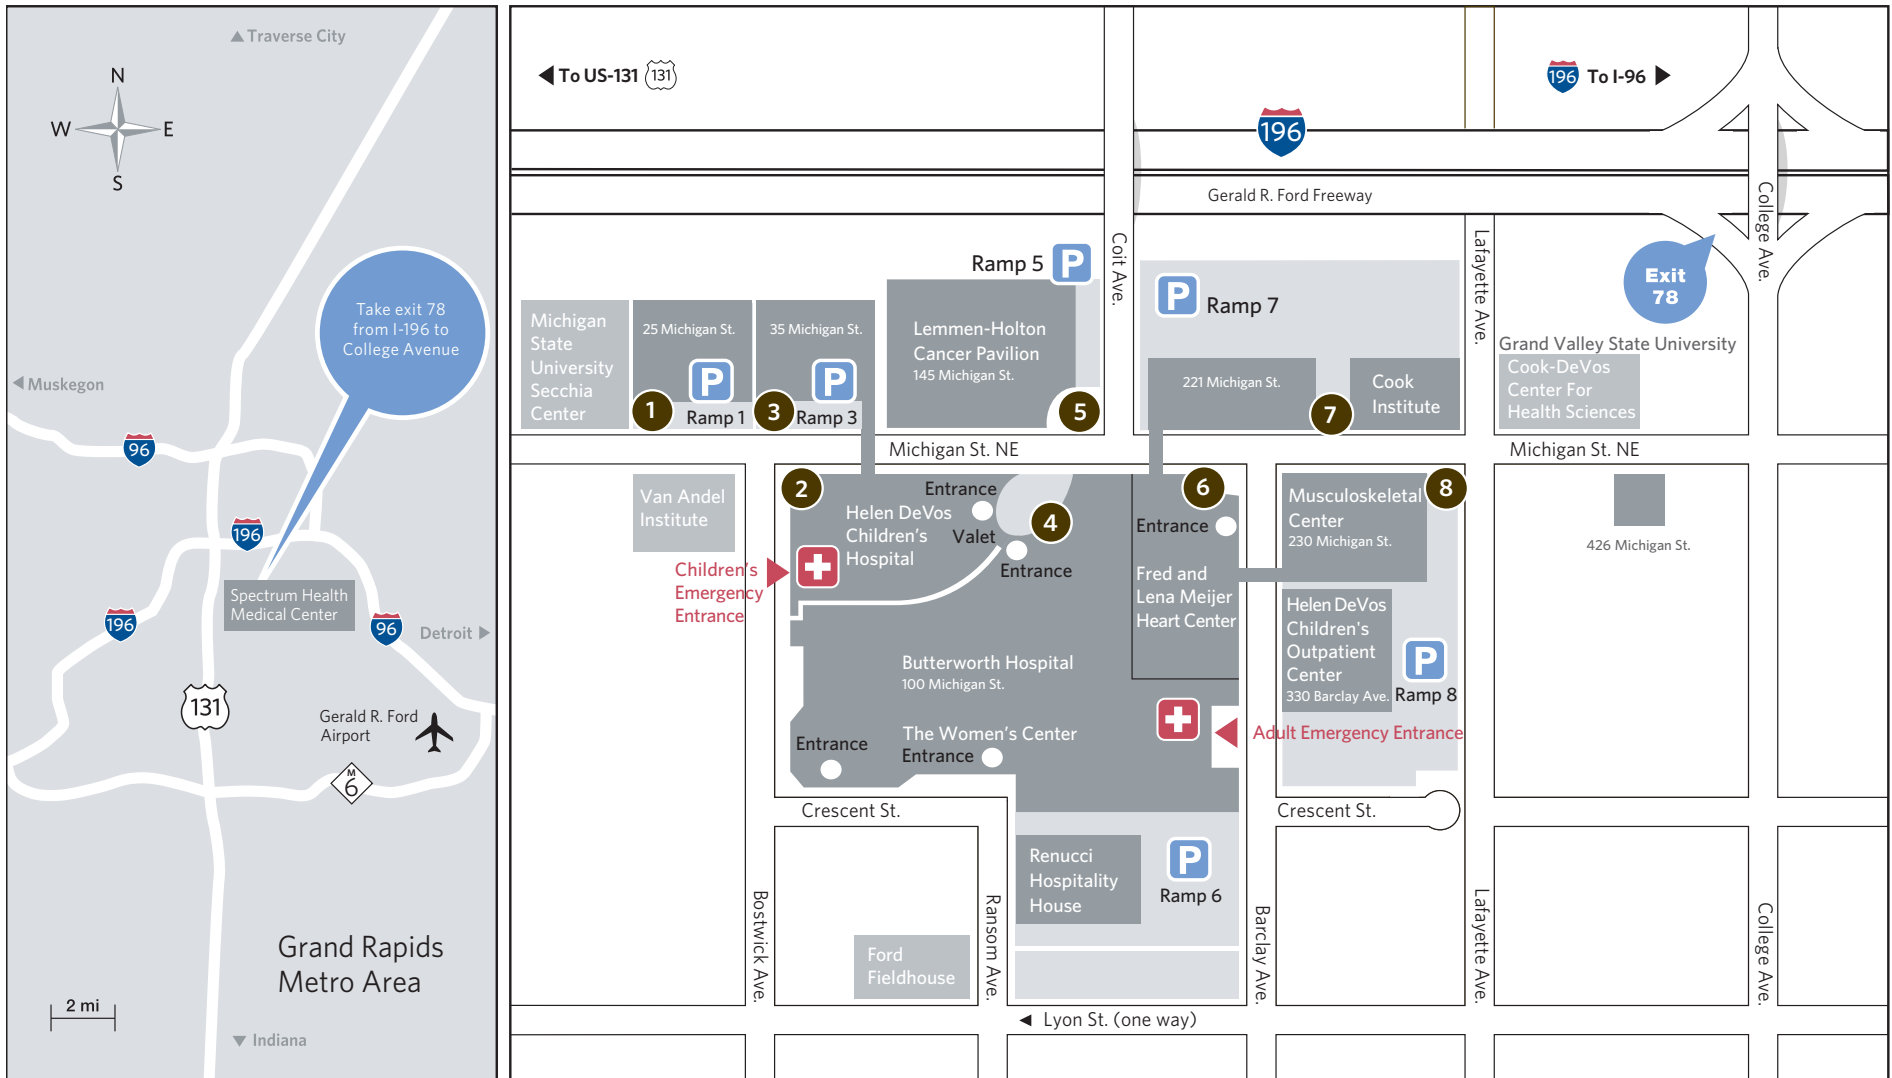 Traverse City
N
W
E
S
Take exit 78
from I-196 to
College Avenue
Muskegon
96
196
Spectrum Health
Medical Center
196
96
Detroit
131
Gerald R. Ford
Airport
M
6
Grand Rapids
Metro Area
2 mi
Indiana
To US-131 131
196 To I-96
196
Gerald R. Ford Freeway
College Ave.
Coit Ave.
Lafayette Ave.
Exit
78
Ramp 5 P
P Ramp 7
Michigan
State
University
Secchia
Center
25 Michigan St.
P
1
Ramp 1
35 Michigan St.
P
3
Ramp 3
Lemmen-Holton
Cancer Pavilion
145 Michigan St.
5
221 Michigan St.
7
Cook
Institute
Grand Valley State University
Cook-DeVos
Center For
Health Sciences
Michigan St. NE
Michigan St. NE
Van Andel
Institute
2
Entrance
Helen DeVos
Children's
Hospital
Valet
4
Entrance
Children's
Emergency
Entrance
6
Entrance
Fred and
Lena Meijer
Heart Center
Musculoskeletal
Center
230 Michigan St.
8
426 Michigan St.
Helen DeVos
Children's
Outpatient
Center
330 Barclay Ave.
P
Ramp 8
Butterworth Hospital
100 Michigan St.
The Women's Center
Entrance
Entrance
Adult Emergency Entrance
Crescent St.
Crescent St.
Renucci
Hospitality
House
P
Ramp 6
Ford
Fieldhouse
Bostwick Ave.
Ransom Ave.
Barclay Ave.
Lafayette Ave.
College Ave.
Lyon St. (one way)